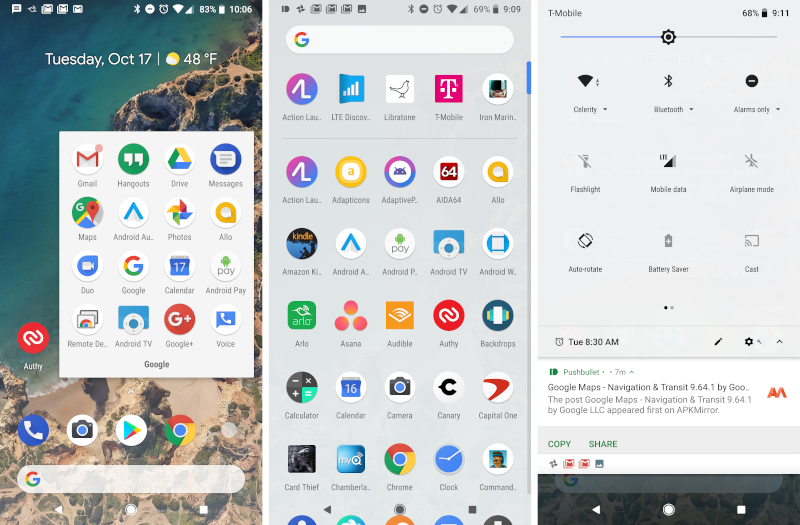 83% 10:06
Tuesday, Oct 17 | 48 °F
Gmail Hangouts Drive Messages
Maps Android Au.. Photos Allo
Duo Google Calendar Android Pay
Remote De.. Android TV Google+ Voice
Google
Authy
69% 9:09
Action Lau.. LTE Discov.. Libratone T-Mobile Iron Marin..
Action Lau.. Adapticons AdaptiveP.. AIDA64 Allo
Amazon Ki.. Android A.. Android P.. Android TV Android W..
Arlo Asana Audible Authy Backdrops
Calculator Calendar Camera Canary Capital One
Card Thief Chamberla.. Chrome Clock Command..
T-Mobile 68% 9:11
Celerity Bluetooth Alarms only
LTE
Flashlight Mobile data Airplane mode
Auto-rotate Battery Saver Cast
Tue 8:30 AM
Pushbullet • 7m
Google Maps - Navigation & Transit 9.64.1 by Goo..
The post Google Maps - Navigation & Transit 9.64.1
by Google LLC appeared first on APKMirror.
COPY SHARE